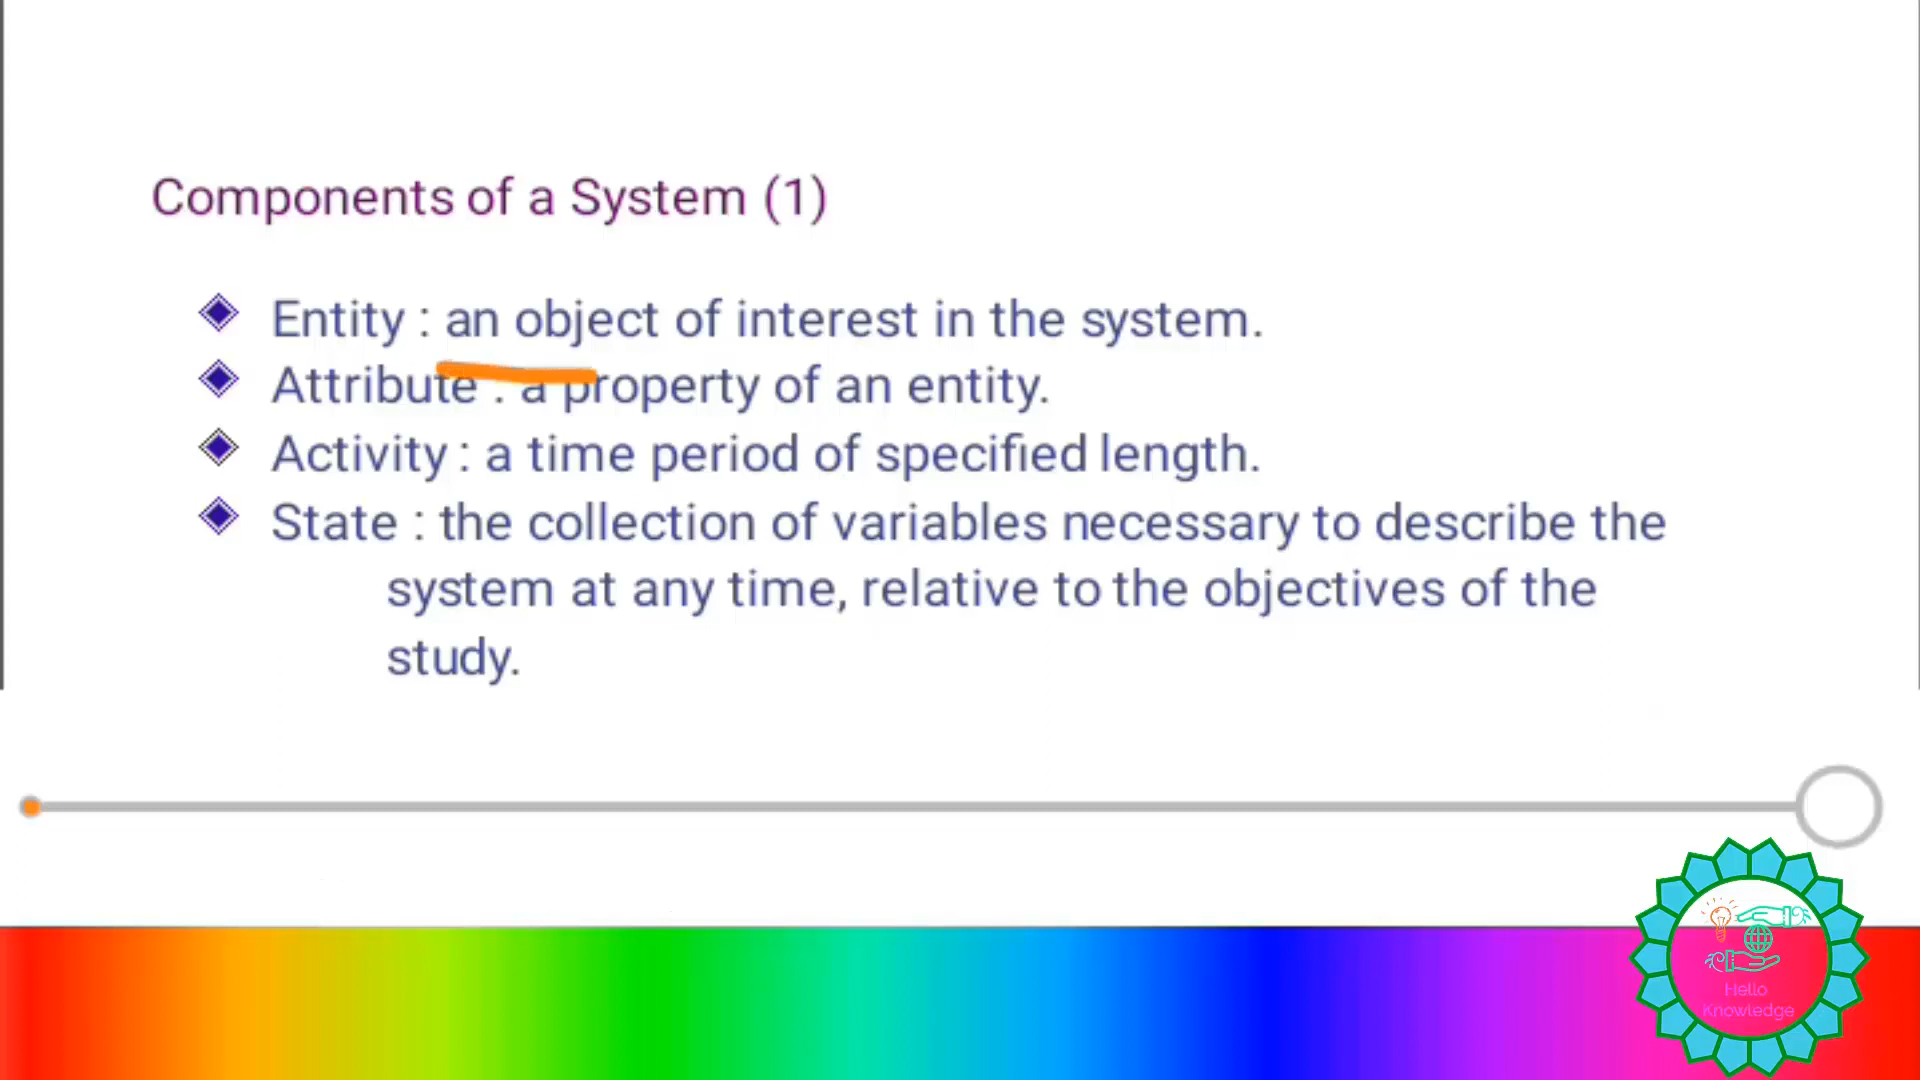 Components of a System (1)
Entity : an object of interest in the system.
Attribute : a property of an entity.
Activity : a time period of specified length.
State : the collection of variables necessary to describe the
system at any time, relative to the objectives of the
study.
Hello
Knowledge